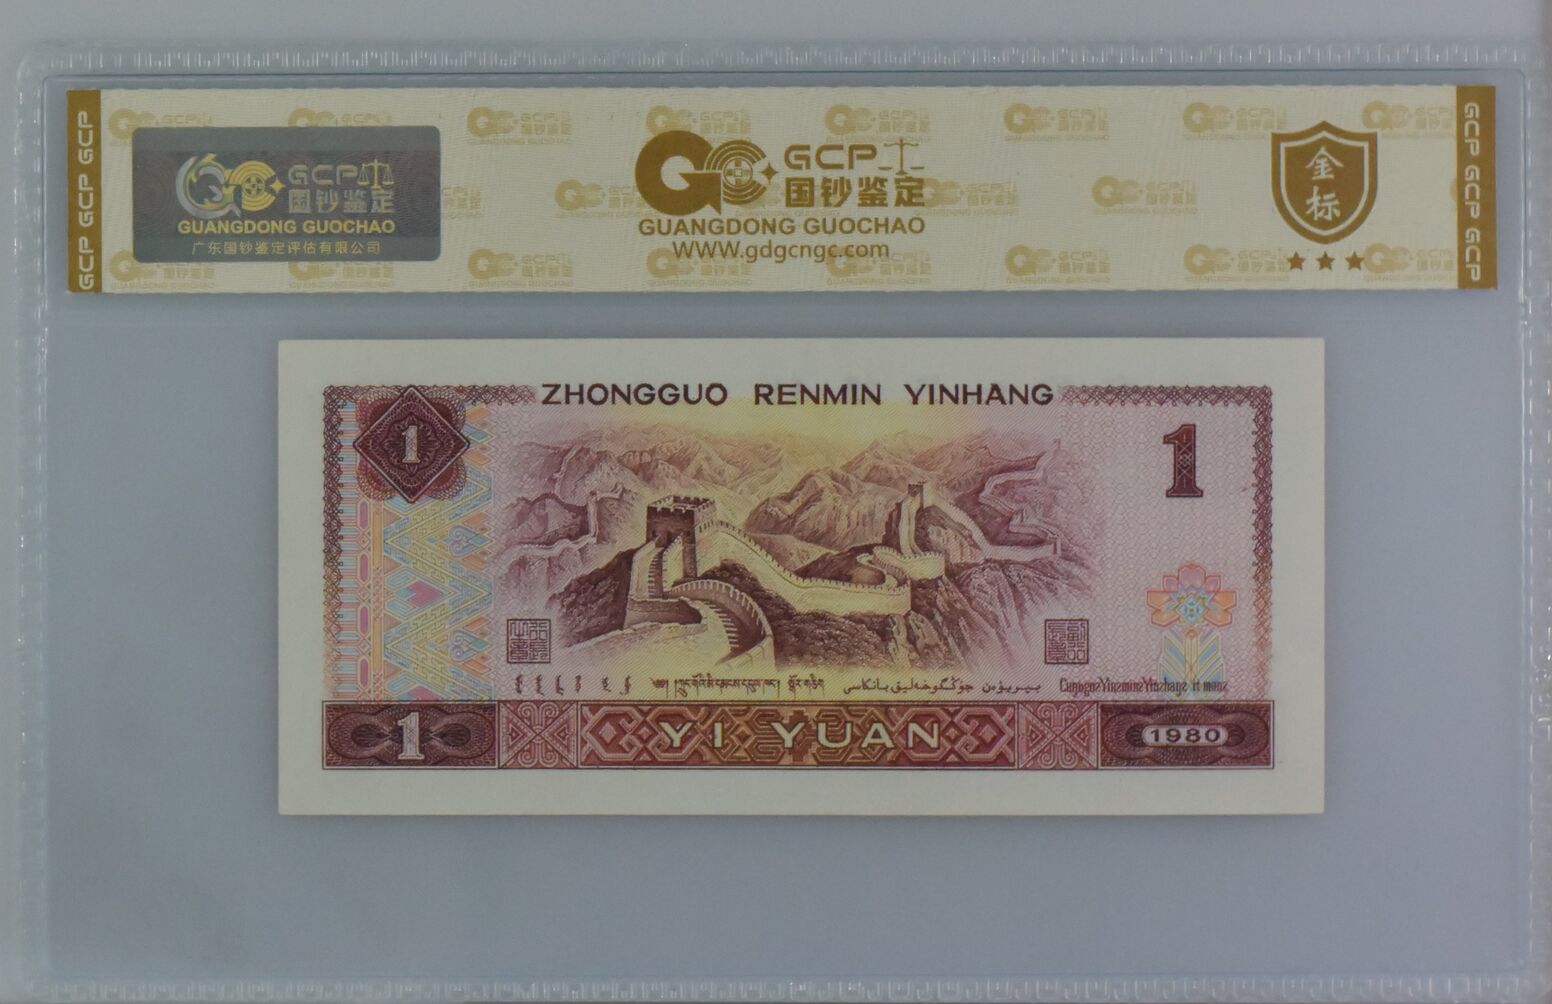 GCP GCP GCP
GCP 国钞鉴定
GUANGDONG GUOCHAO
广东国钞鉴定评估有限公司
GCP
国钞鉴定
GUANGDONG GUOCHAO
WWW.gdgcngc.com
金标
GCP GCP GCP
ZHONGGUO RENMIN YINHANG
1
1
1
YI YUAN
1980